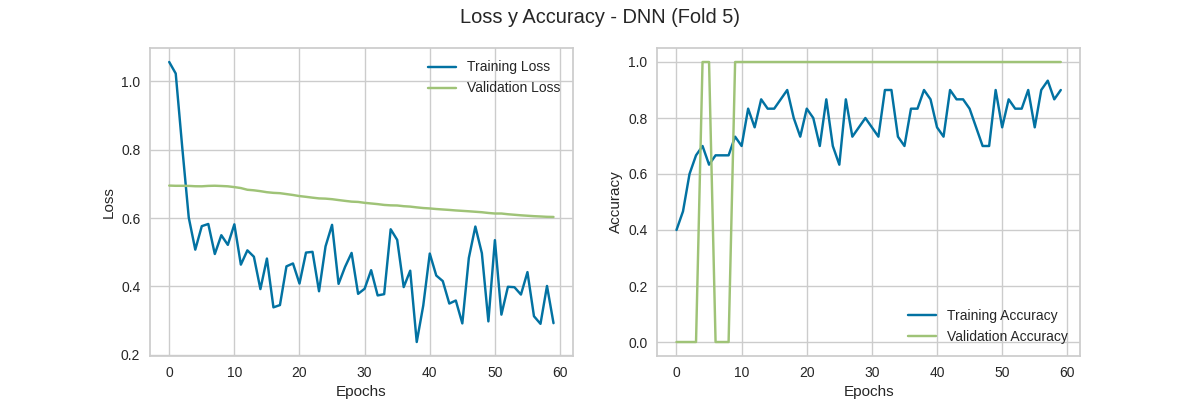 Loss y Accuracy - DNN (Fold 5)
1.0
0.8
0.6
0.4
0.2
Loss
0 10 20 30 40 50 60
Epochs
Training Loss
Validation Loss
1.0
0.8
0.6
0.4
0.2
0.0
Accuracy
0 10 20 30 40 50 60
Epochs
Training Accuracy
Validation Accuracy